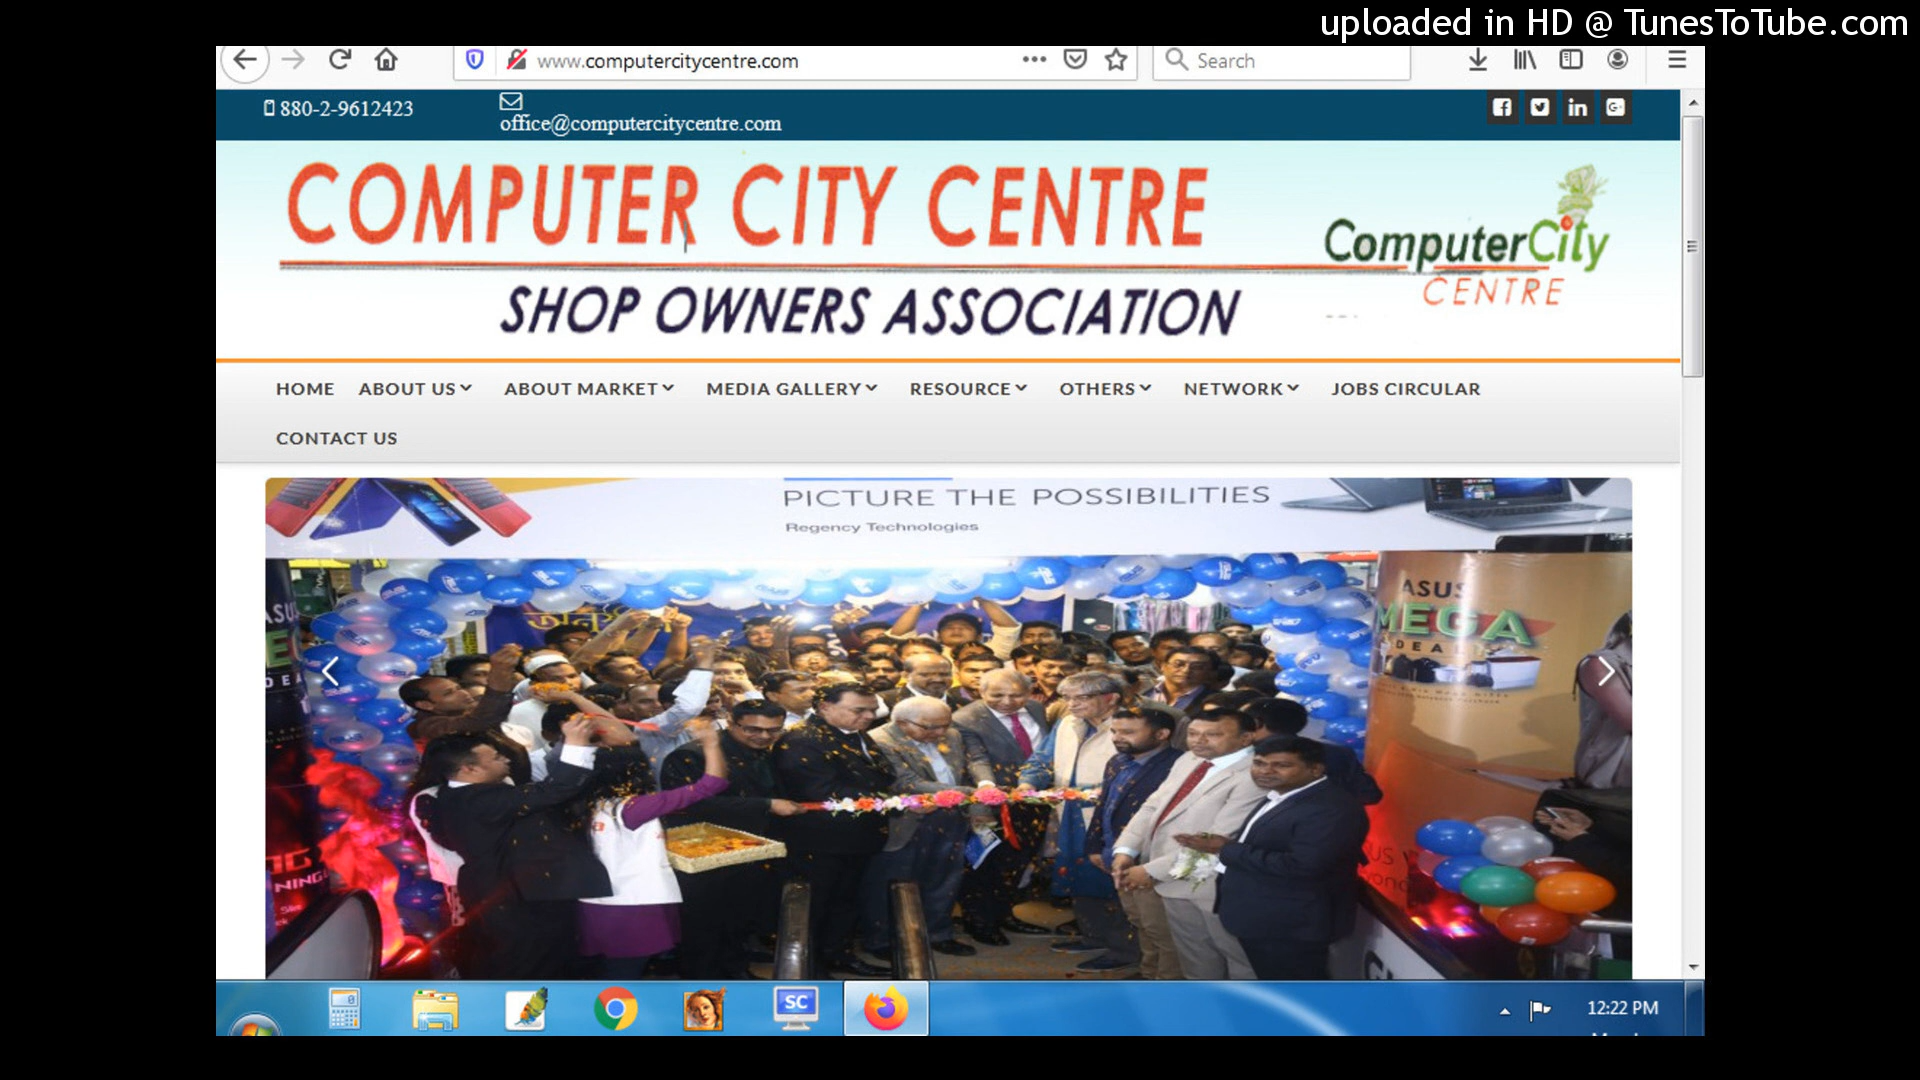 uploaded in HD @ TunesToTube.com
www.computercitycentre.com
Search
880-2-9612423
office@computercitycentre.com
COMPUTER CITY CENTRE
SHOP OWNERS ASSOCIATION
ComputerCity
CENTRE
HOME ABOUT US ABOUT MARKET MEDIA GALLERY RESOURCE OTHERS NETWORK JOBS CIRCULAR
CONTACT US
PICTURE THE POSSIBILITIES
Regency Technologies
ASUS
MEGA
DEA
SC
12:22 PM